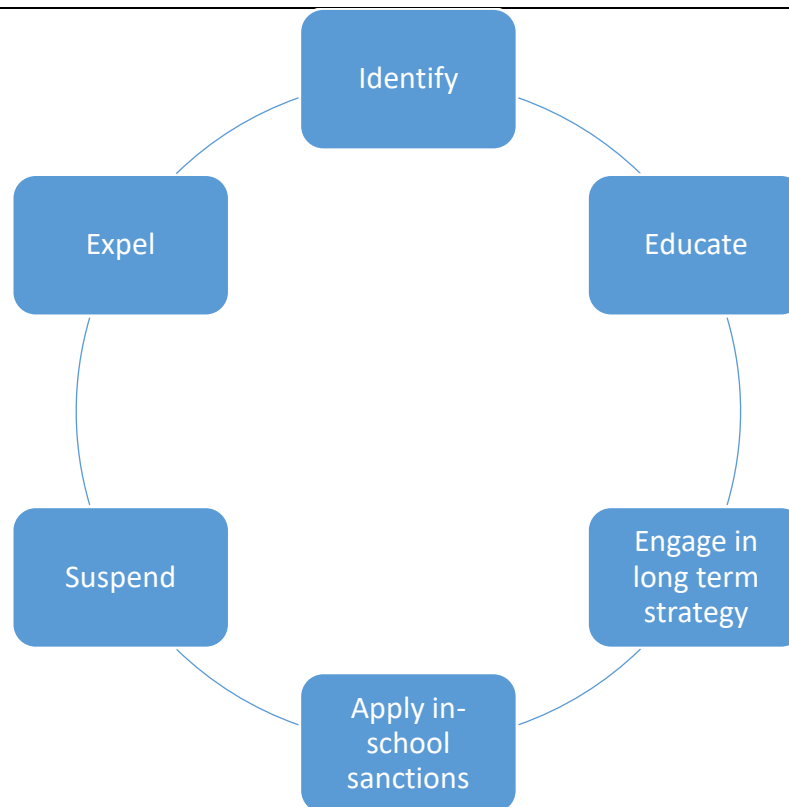 Identify
Educate
Engage in
long term
strategy
Apply in-
school
sanctions
Suspend
Expel